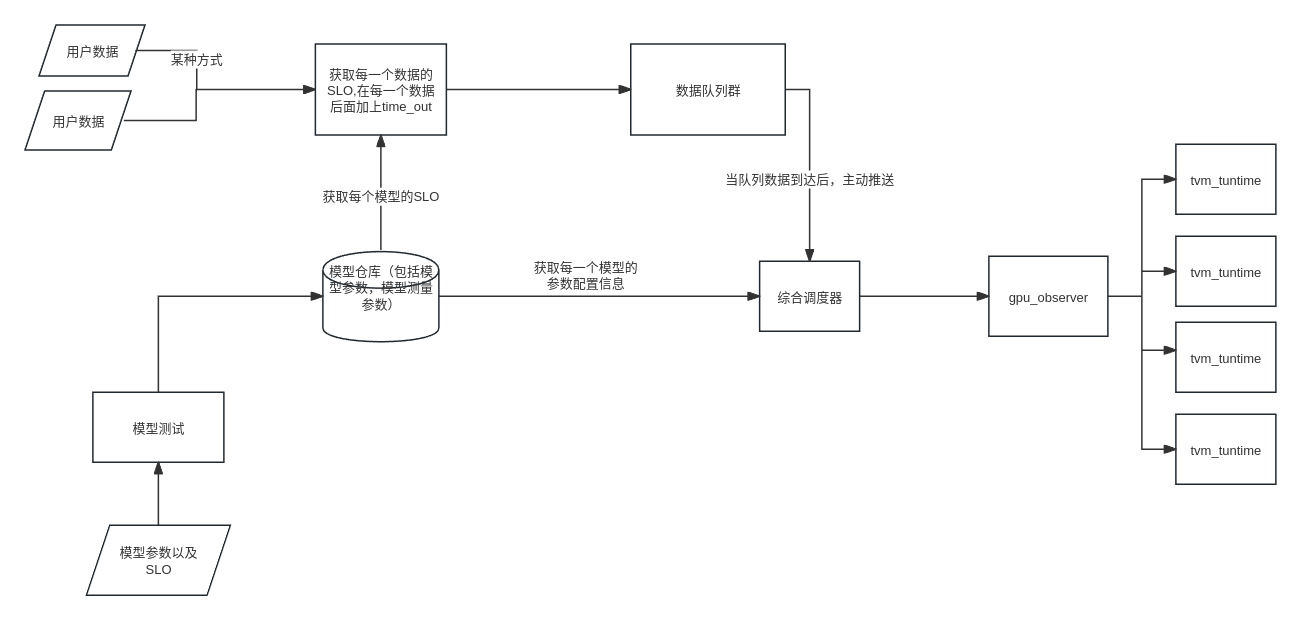 用户数据
某种方式
用户数据
获取每一个数据的
SLO,在每一个数据
后面加上time_out
数据队列群
当队列数据到达后，主动推送
获取每个模型的SLO
模型仓库（包括模
型参数，模型测量
参数）
获取每一个模型的
参数配置信息
综合调度器
gpu_observer
tvm_tuntime
tvm_tuntime
tvm_tuntime
tvm_tuntime
模型测试
模型参数以及
SLO